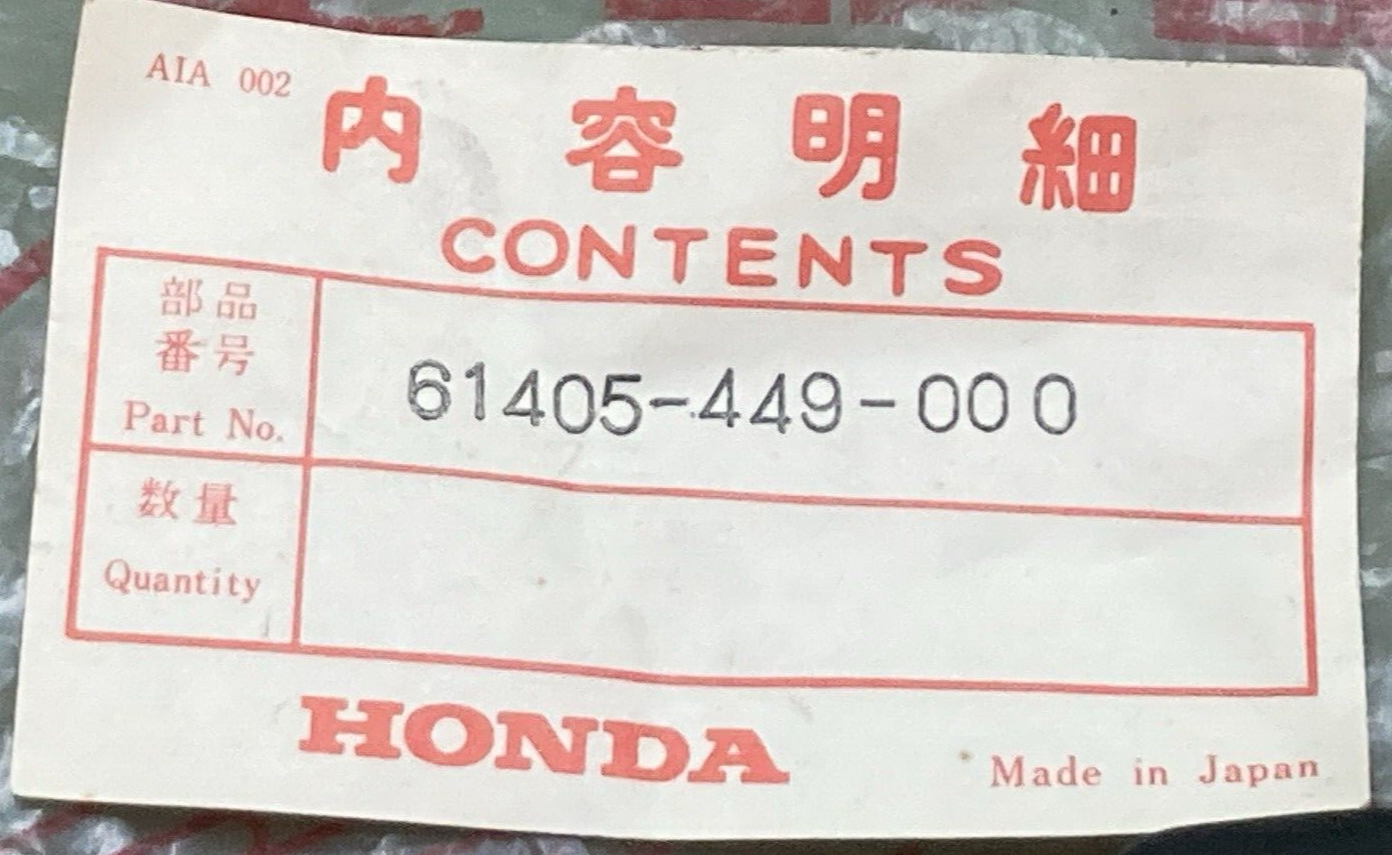 AIA 002
内容明細
CONTENTS
部品
番号
Part No.
61405-449-000
数量
Quantity
HONDA
Made in Japan